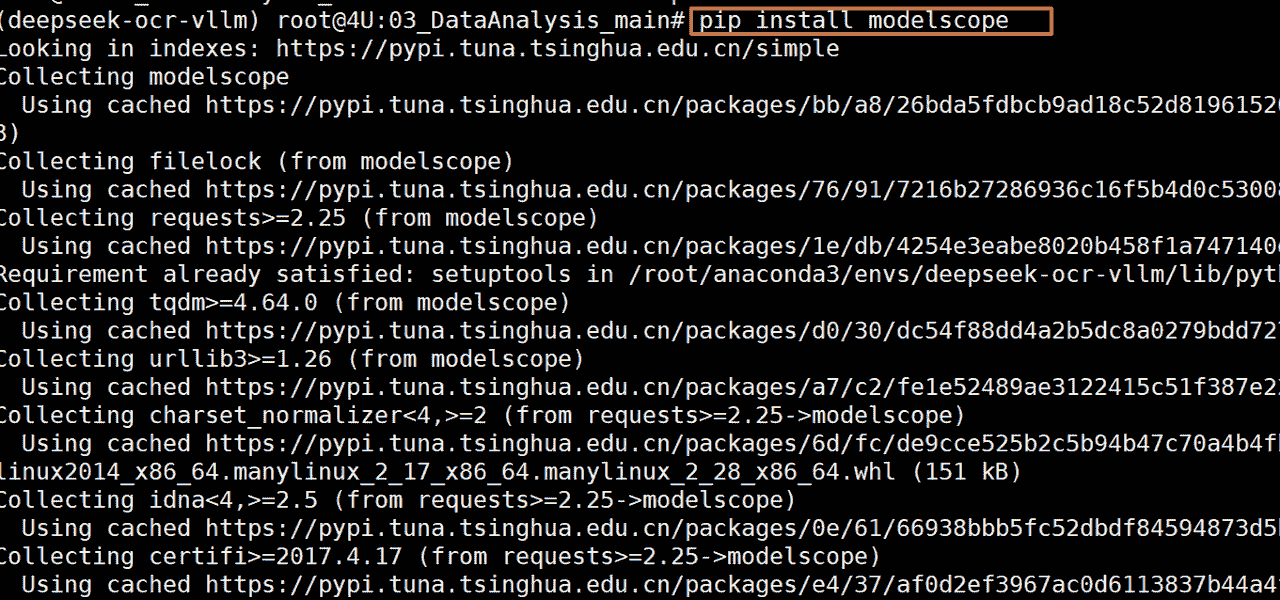 (deepseek-ocr-vllm) root@4U:03_DataAnalysis_main# pip install modelscope
Looking in indexes: https://pypi.tuna.tsinghua.edu.cn/simple
Collecting modelscope
Using cached https://pypi.tuna.tsinghua.edu.cn/packages/bb/a8/26bda5fdbcb9ad18c52d8196152
3)
Collecting filelock (from modelscope)
Using cached https://pypi.tuna.tsinghua.edu.cn/packages/76/91/7216b27286936c16f5b4d0c5300
Collecting requests>=2.25 (from modelscope)
Using cached https://pypi.tuna.tsinghua.edu.cn/packages/1e/db/4254e3eabe8020b458f1a747140
Requirement already satisfied: setuptools in /root/anaconda3/envs/deepseek-ocr-vllm/lib/pyth
Collecting tqdm>=4.64.0 (from modelscope)
Using cached https://pypi.tuna.tsinghua.edu.cn/packages/d0/30/dc54f88dd4a2b5dc8a0279bdd727
Collecting urllib3>=1.26 (from modelscope)
Using cached https://pypi.tuna.tsinghua.edu.cn/packages/a7/c2/fe1e52489ae3122415c51f387e2
Collecting charset_normalizer<4,>=2 (from requests>=2.25->modelscope)
Using cached https://pypi.tuna.tsinghua.edu.cn/packages/6d/fc/de9cce525b2c5b94b47c70a4b4f
linux2014_x86_64.manylinux_2_17_x86_64.manylinux_2_28_x86_64.whl (151 kB)
Collecting idna<4,>=2.5 (from requests>=2.25->modelscope)
Using cached https://pypi.tuna.tsinghua.edu.cn/packages/0e/61/66938bbb5fc52dbdf84594873d5
Collecting certifi>=2017.4.17 (from requests>=2.25->modelscope)
Using cached https://pypi.tuna.tsinghua.edu.cn/packages/e4/37/af0d2ef3967ac0d6113837b44a4